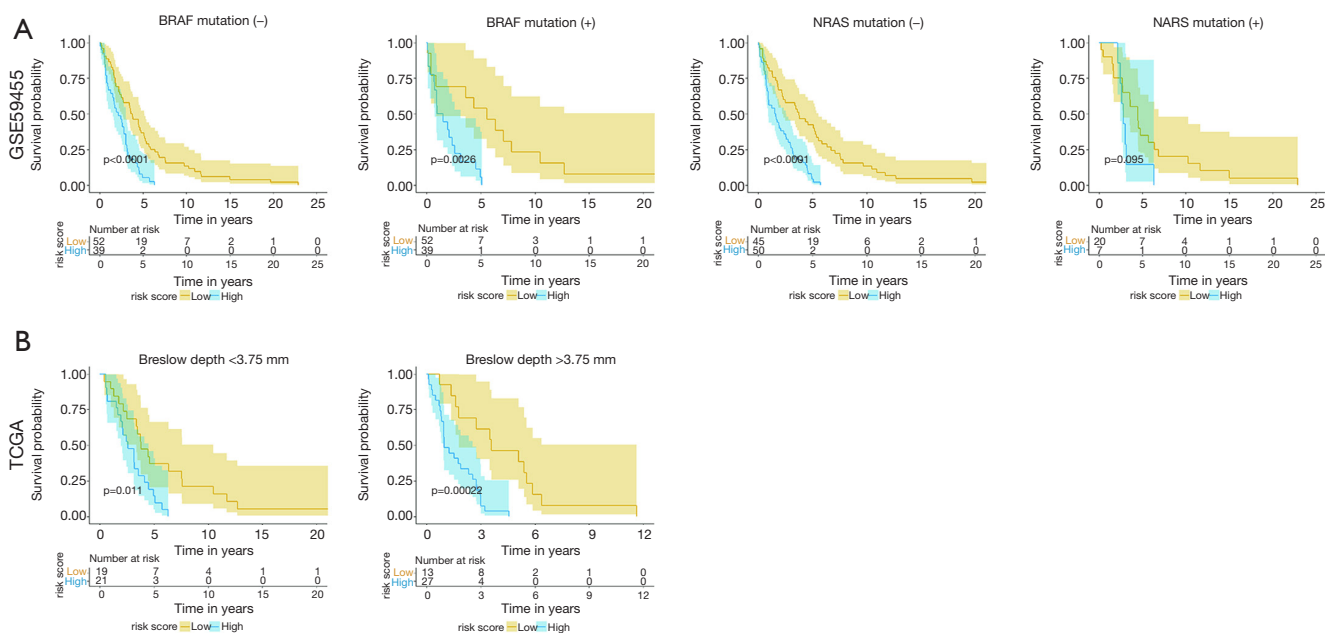 A
GSE59455
BRAF mutation (–)
Survival probability
1.00
0.75
0.50
0.25
0.00
p<0.0001
0 5 10 15 20 25
Time in years
Number at risk
risk score
Low 52 19 7 2 1 0
High 39 2 0 0 0 0
0 5 10 15 20 25
Time in years
risk score Low High
BRAF mutation (+)
Survival probability
1.00
0.75
0.50
0.25
0.00
p=0.0026
0 5 10 15 20
Time in years
Number at risk
risk score
Low 52 7 3 1 1
High 39 1 0 0 0
0 5 10 15 20
Time in years
risk score Low High
NRAS mutation (–)
Survival probability
1.00
0.75
0.50
0.25
0.00
p<0.0091
0 5 10 15 20
Time in years
Number at risk
risk score
Low 45 19 6 2 1
High 50 2 0 0 0
0 5 10 15 20
Time in years
risk score Low High
NARS mutation (+)
Survival probability
1.00
0.75
0.50
0.25
0.00
p=0.095
0 5 10 15 20 25
Time in years
Number at risk
risk score
Low 20 7 4 1 1 0
High 7 1 0 0 0 0
0 5 10 15 20 25
Time in years
risk score Low High
B
TCGA
Breslow depth <3.75 mm
Survival probability
1.00
0.75
0.50
0.25
0.00
p=0.011
0 5 10 15 20
Time in years
Number at risk
risk score
Low 19 7 4 1 1
High 21 3 0 0 0
0 5 10 15 20
Time in years
risk score Low High
Breslow depth >3.75 mm
Survival probability
1.00
0.75
0.50
0.25
0.00
p=0.00022
0 3 6 9 12
Time in years
Number at risk
risk score
Low 13 8 2 1 0
High 27 4 0 0 0
0 3 6 9 12
Time in years
risk score Low High